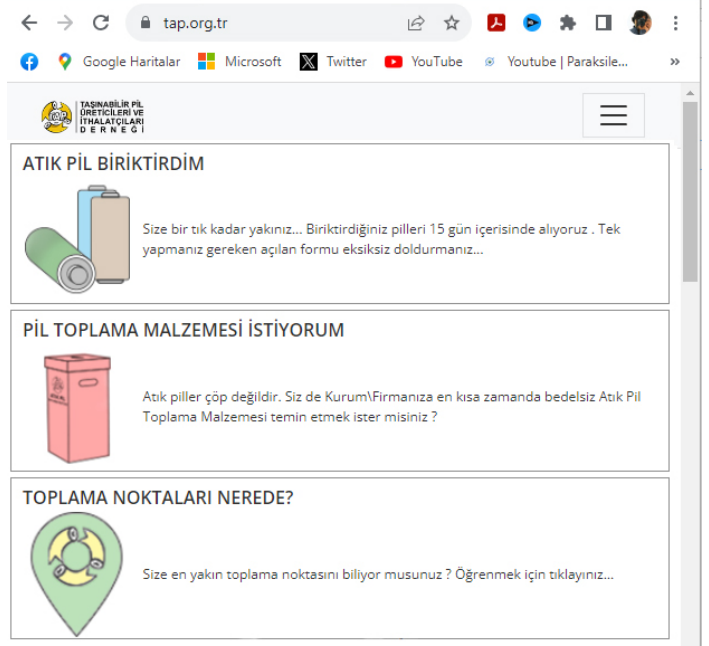 tap.org.tr
Google Haritalar Microsoft Twitter YouTube Youtube | Paraksile... »
TAŞINABİLİR PİL
ÜRETİCİLERİ VE
İTHALATÇILARI
DERNEĞİ
ATIK PİL BİRİKTİRDİM
Size bir tık kadar yakınız... Biriktirdiğiniz pilleri 15 gün içerisinde alıyoruz . Tek
yapmanız gereken açılan formu eksiksiz doldurmanız...
PİL TOPLAMA MALZEMESİ İSTİYORUM
Atık piller çöp değildir. Siz de Kurum\Firmanıza en kısa zamanda bedelsiz Atık Pil
Toplama Malzemesi temin etmek ister misiniz ?
TOPLAMA NOKTALARI NEREDE?
Size en yakın toplama noktasını biliyor musunuz ? Öğrenmek için tıklayınız...